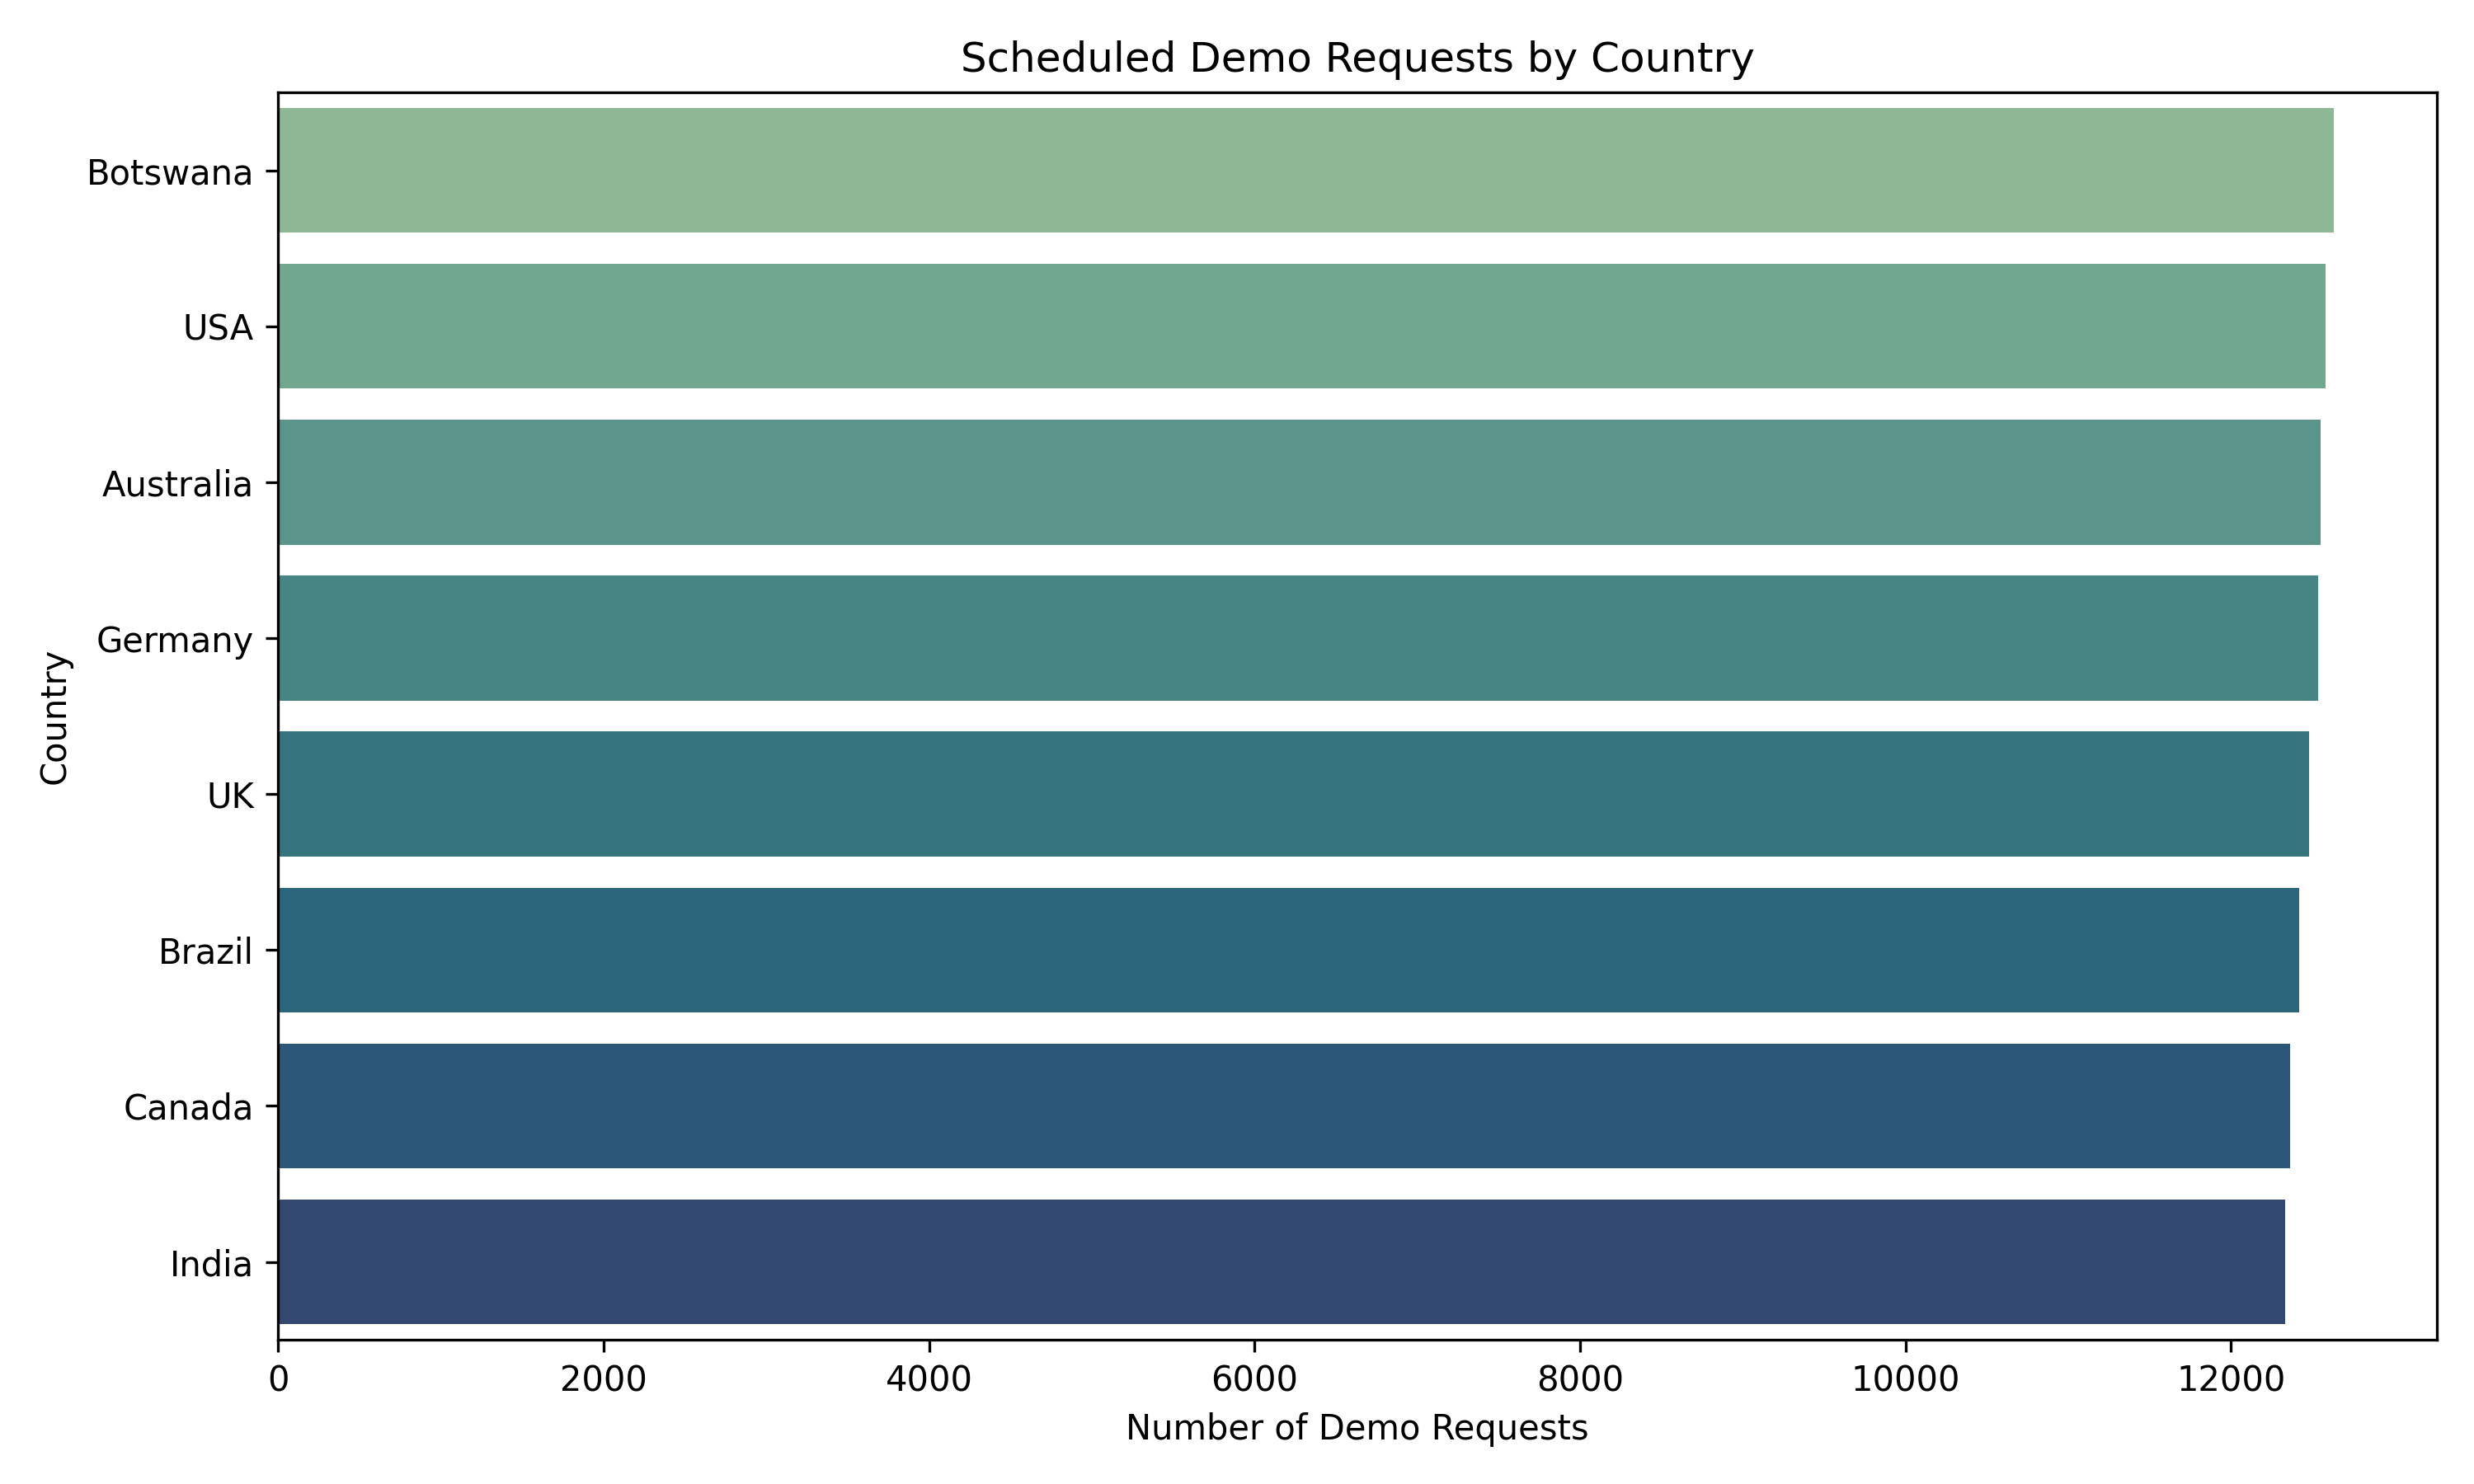 Scheduled Demo Requests by Country
Botswana
USA
Australia
Germany
UK
Brazil
Canada
India
Country
0 2000 4000 6000 8000 10000 12000
Number of Demo Requests